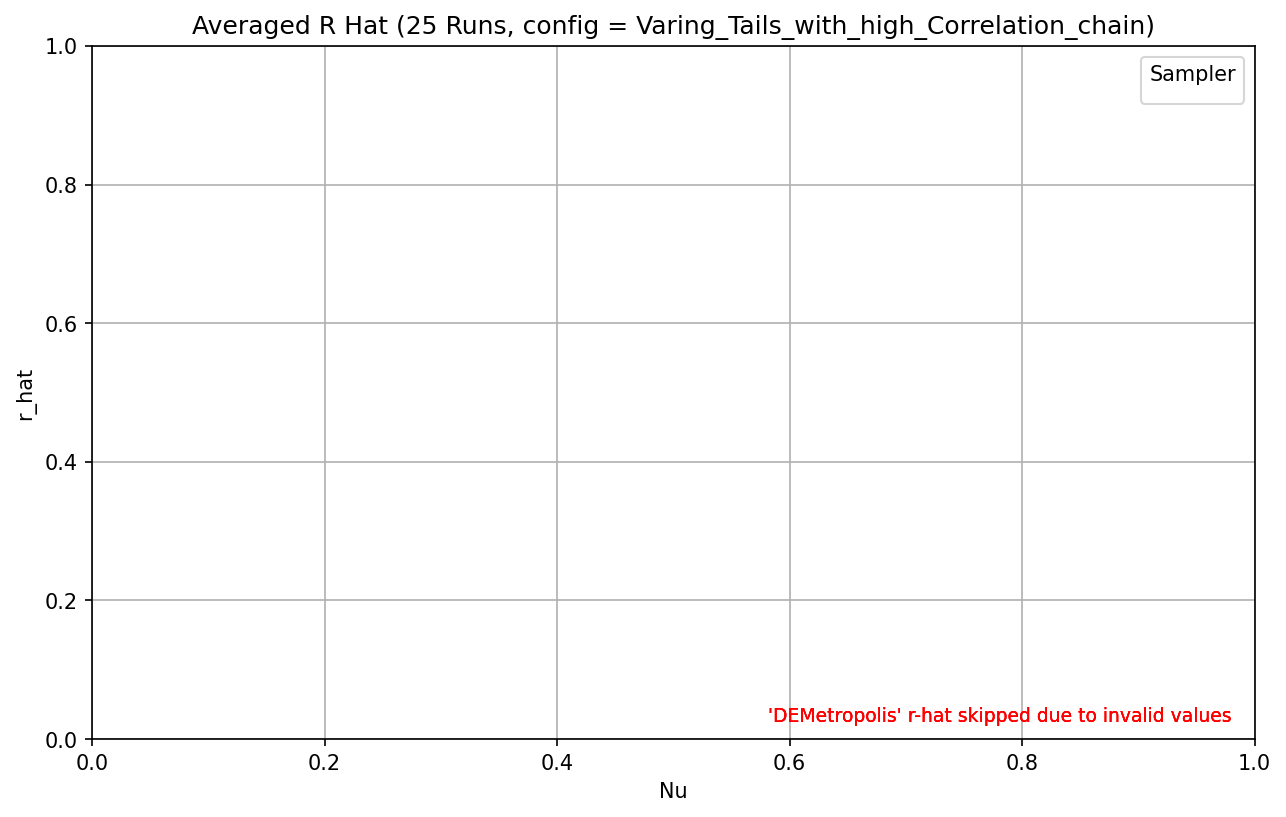 Averaged R Hat (25 Runs, config = Varing_Tails_with_high_Correlation_chain)
1.0
0.8
0.6
0.4
0.2
0.0
r_hat
Sampler
'DEMetropolis' r-hat skipped due to invalid values
0.0 0.2 0.4 0.6 0.8 1.0
Nu